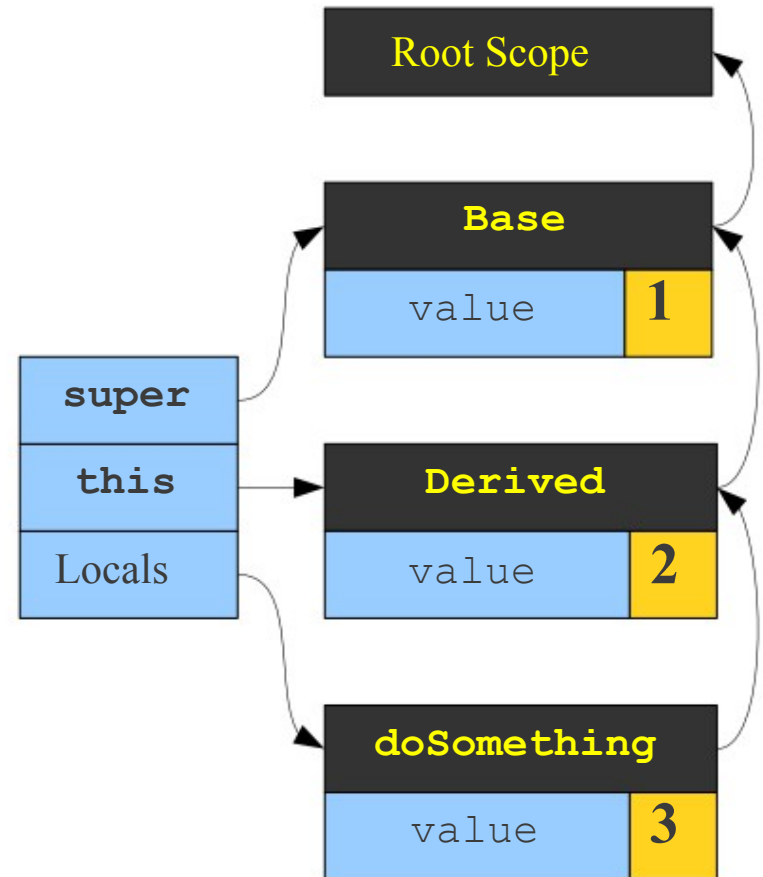 Root Scope
Base
value 1
super
this
Locals
Derived
value 2
doSomething
value 3